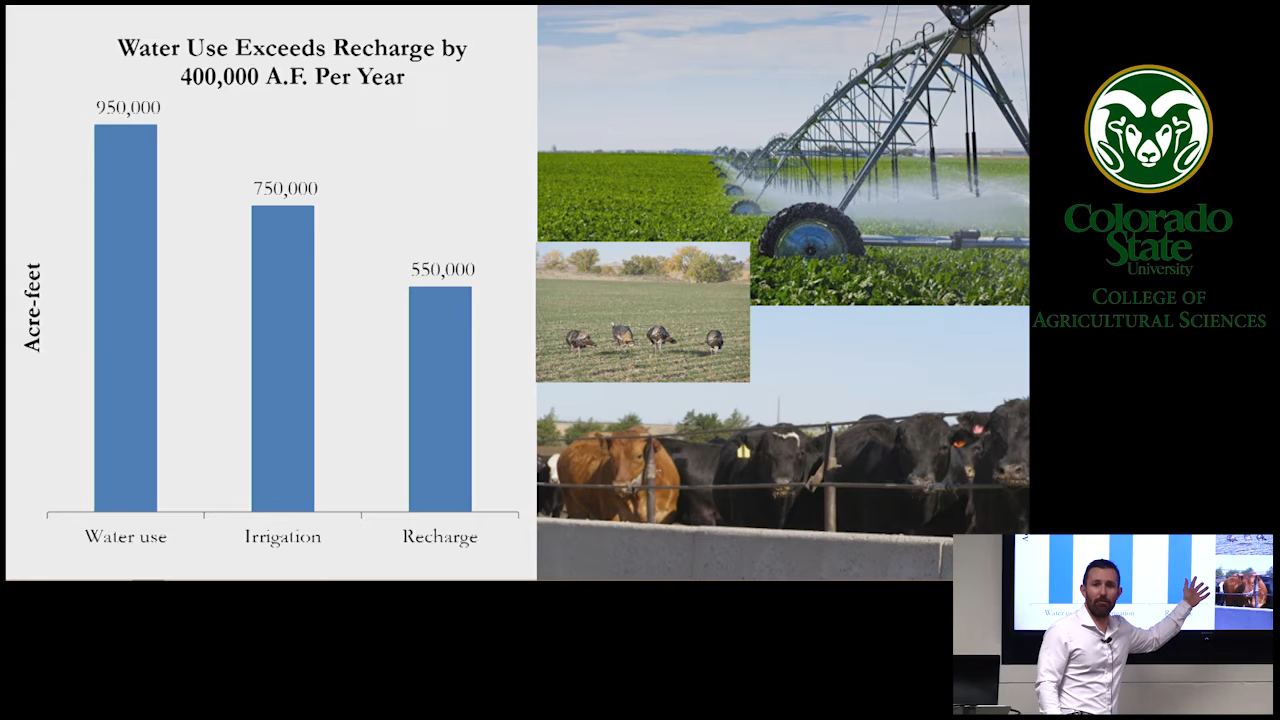 Water Use Exceeds Recharge by
400,000 A.F. Per Year
950,000
750,000
550,000
Acre-feet
Water use
Irrigation
Recharge
Colorado
State
University
COLLEGE OF
AGRICULTURAL SCIENCES